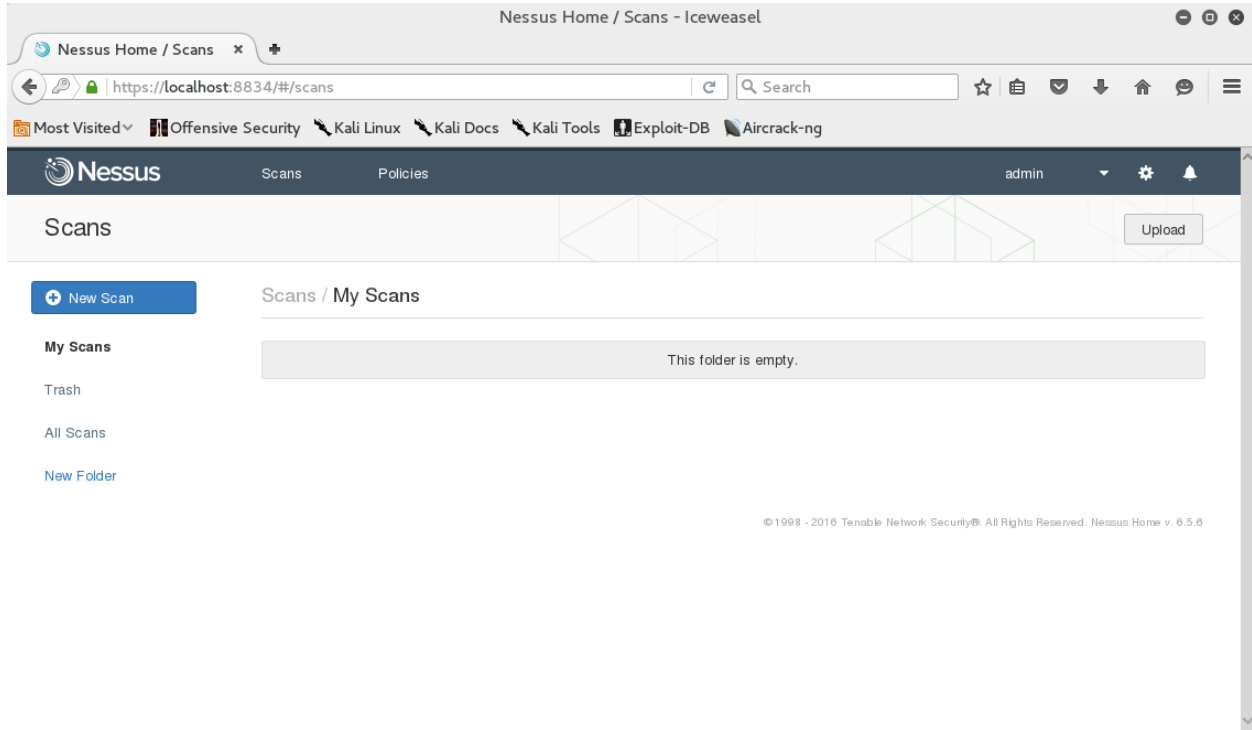 Nessus Home / Scans - Iceweasel
Nessus Home / Scans
https://localhost:8834/#/scans
Search
Most Visited
Offensive Security
Kali Linux
Kali Docs
Kali Tools
Exploit-DB
Aircrack-ng
Nessus
Scans
Policies
admin
Scans
Upload
New Scan
Scans / My Scans
My Scans
This folder is empty.
Trash
All Scans
New Folder
©1998 - 2016 Tenable Network Security®. All Rights Reserved. Nessus Home v. 6.5.6